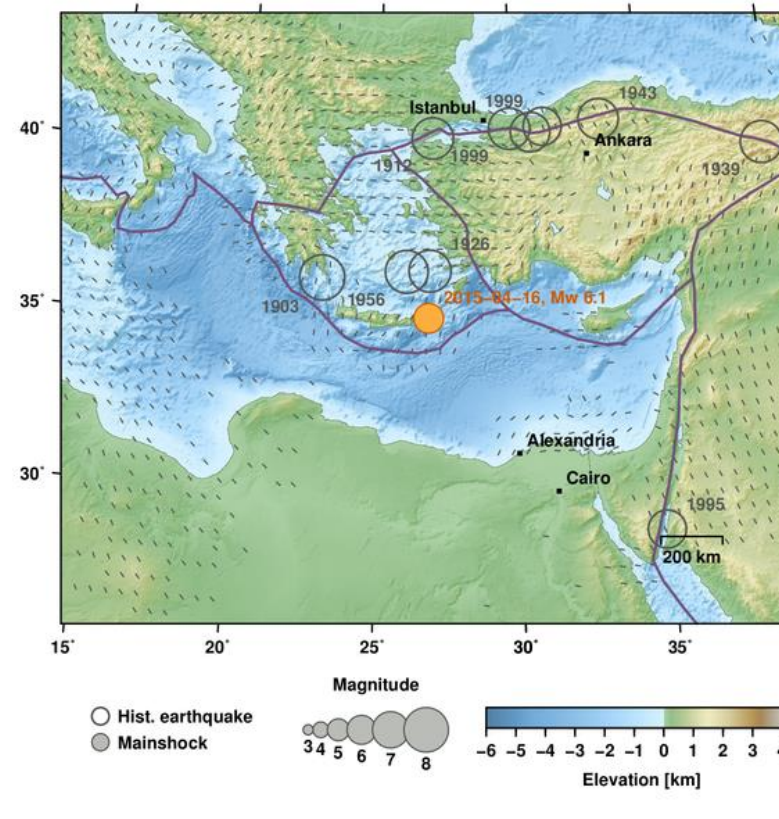 Istanbul
1999
1943
40°
Ankara
1912
1999
1939
1926
35°
1903
1956
2015−04−16, Mw 6.1
Alexandria
30°
Cairo
1995
200 km
15°
20°
25°
30°
35°
Magnitude
Hist. earthquake
Mainshock
3 4 5 6 7 8
−6 −5 −4 −3 −2 −1 0 1 2 3
Elevation [km]